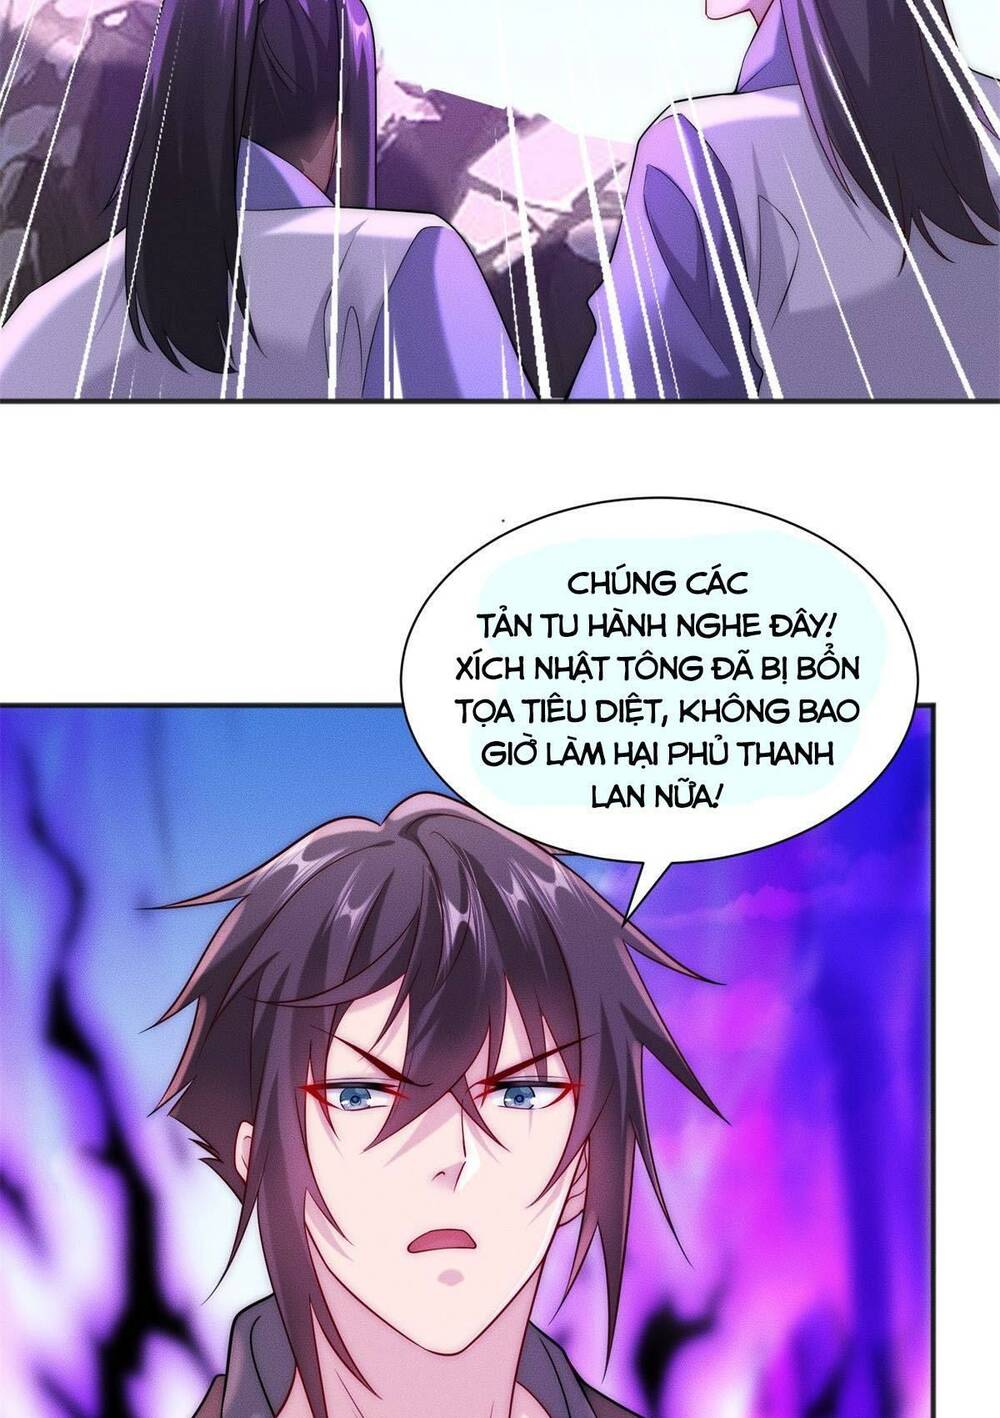 CHÚNG CÁC
TẢN TU HÀNH NGHE ĐÂY!
XÍCH NHẬT TÔNG ĐÃ BỊ BỔN
TỌA TIÊU DIỆT, KHÔNG BAO
GIỜ LÀM HẠI PHỦ THANH
LAN NỮA!